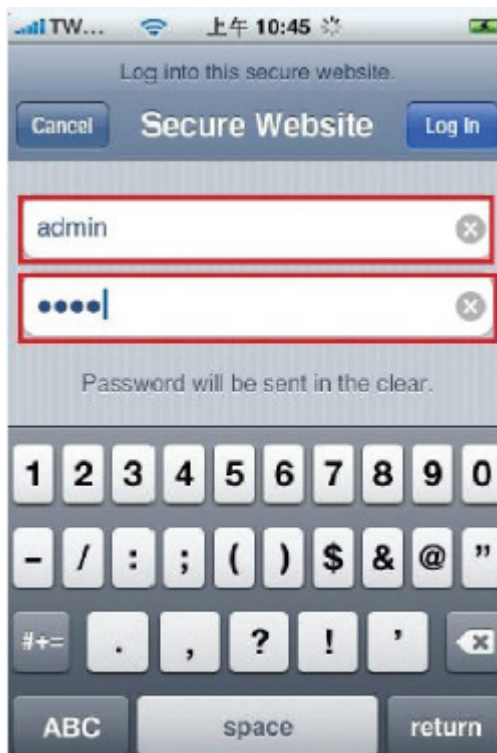 TW... 上午 10:45
Log into this secure website.
Cancel Secure Website Log In
admin
••••
Password will be sent in the clear.
1 2 3 4 5 6 7 8 9 0
- / : ; ( ) $ & @ "
#+= . , ? ! '
ABC space return